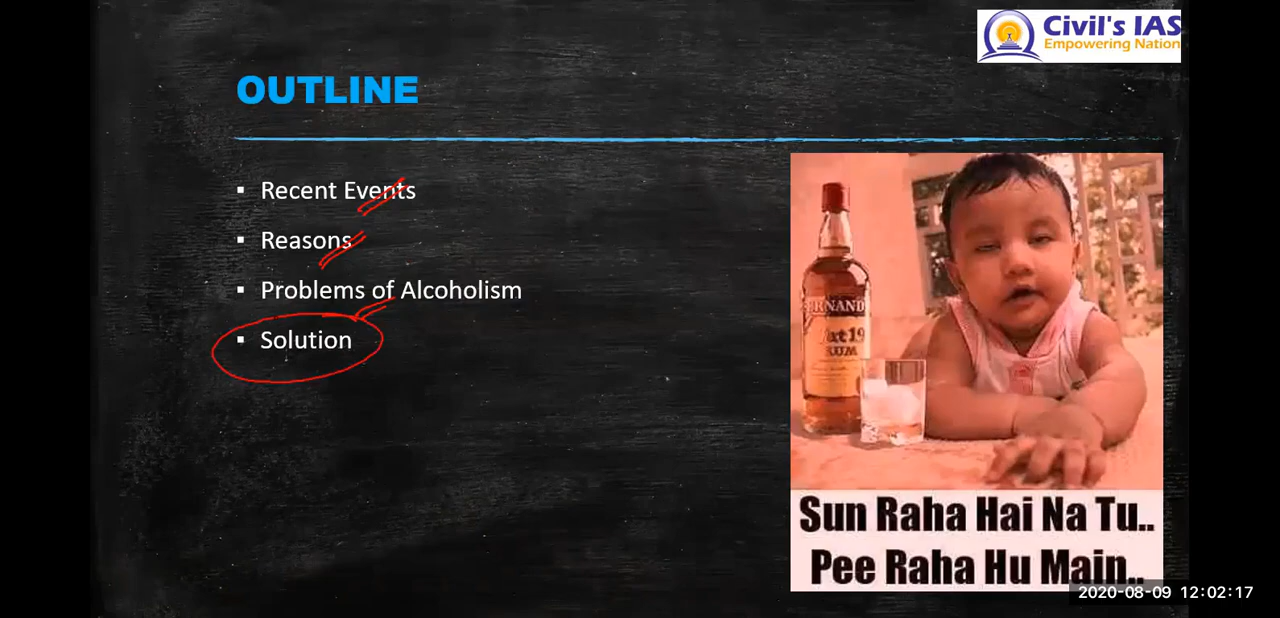 Civil's IAS
Empowering Nation
OUTLINE
▪ Recent Events
▪ Reasons
▪ Problems of Alcoholism
▪ Solution
RUM
Sun Raha Hai Na Tu..
Pee Raha Hu Main..
2020-08-09 12:02:17